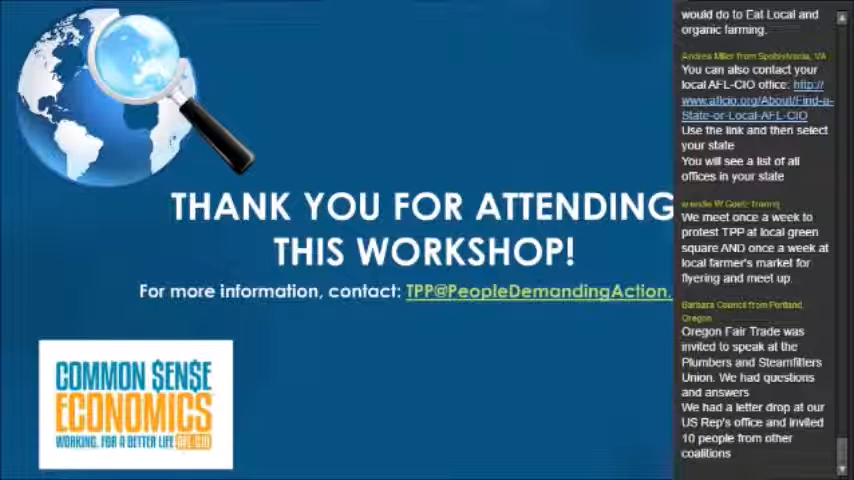 THANK YOU FOR ATTENDING
THIS WORKSHOP!
For more information, contact: TPP@PeopleDemandingAction.
COMMON $EN$E
ECONOMICS
WORKING FOR A BETTER LIFE AFL-CIO
would do to Eat Local and
organic farming.
Andrea Miller from Spotsylvania, VA
You can also contact your
local AFL-CIO office: http://
www.aflcio.org/About/Find-a-
State-or-Local-AFL-CIO
Use the link and then select
your state
You will see a list of all
offices in your state
We meet once a week to
protest TPP at local green
square AND once a week at
local farmer's market for
flyering and meet up.
Barbara Council from Portland,
Oregon
Oregon Fair Trade was
invited to speak at the
Plumbers and Steamfitters
Union. We had questions
and answers
We had a letter drop at our
US Rep's office and invited
10 people from other
coalitions